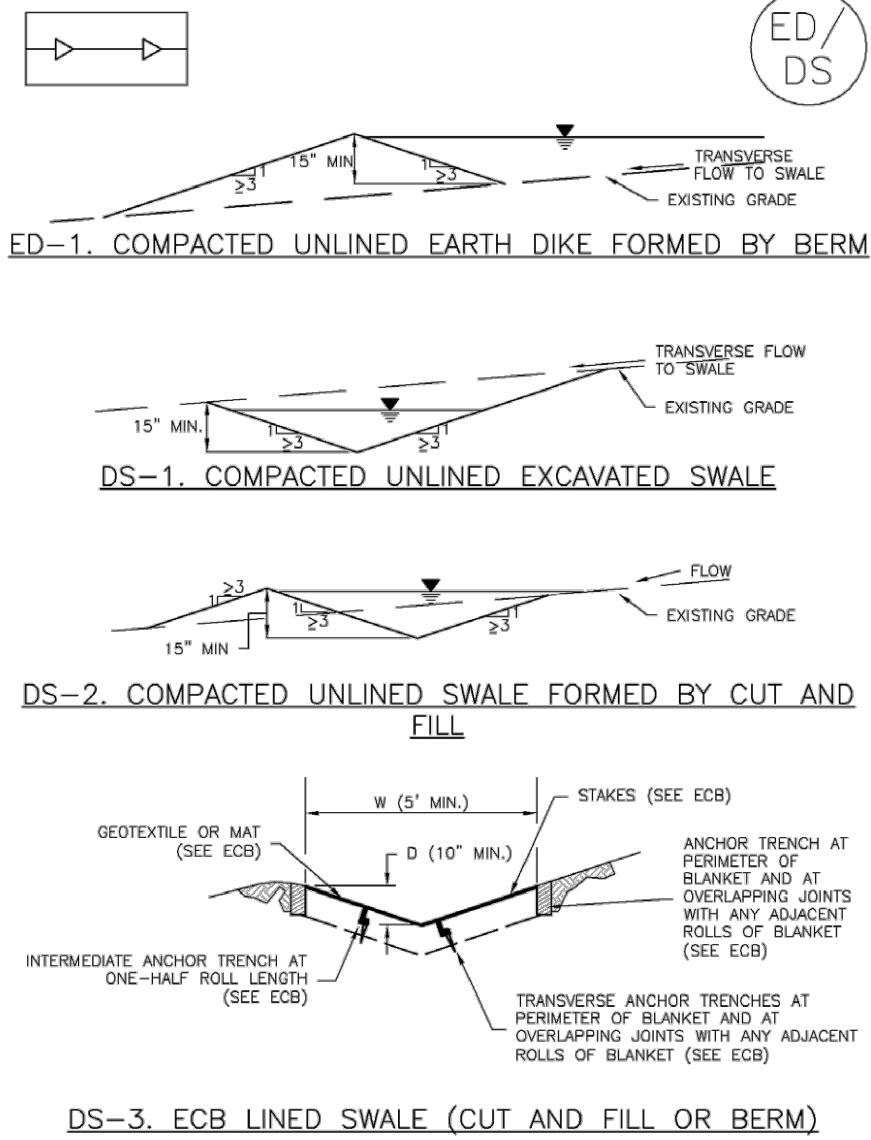 ED/
DS
15" MIN
1
≥3
1
≥3
TRANSVERSE
FLOW TO SWALE
EXISTING GRADE
ED-1. COMPACTED UNLINED EARTH DIKE FORMED BY BERM
TRANSVERSE FLOW
TO SWALE
EXISTING GRADE
15" MIN.
1
≥3
1
≥3
DS-1. COMPACTED UNLINED EXCAVATED SWALE
≥3
1
1
≥3
1
≥3
15" MIN
FLOW
EXISTING GRADE
DS-2. COMPACTED UNLINED SWALE FORMED BY CUT AND
FILL
W (5' MIN.)
STAKES (SEE ECB)
GEOTEXTILE OR MAT
(SEE ECB)
D (10" MIN.)
ANCHOR TRENCH AT
PERIMETER OF
BLANKET AND AT
OVERLAPPING JOINTS
WITH ANY ADJACENT
ROLLS OF BLANKET
(SEE ECB)
INTERMEDIATE ANCHOR TRENCH AT
ONE-HALF ROLL LENGTH
(SEE ECB)
TRANSVERSE ANCHOR TRENCHES AT
PERIMETER OF BLANKET AND AT
OVERLAPPING JOINTS WITH ANY ADJACENT
ROLLS OF BLANKET (SEE ECB)
DS-3. ECB LINED SWALE (CUT AND FILL OR BERM)